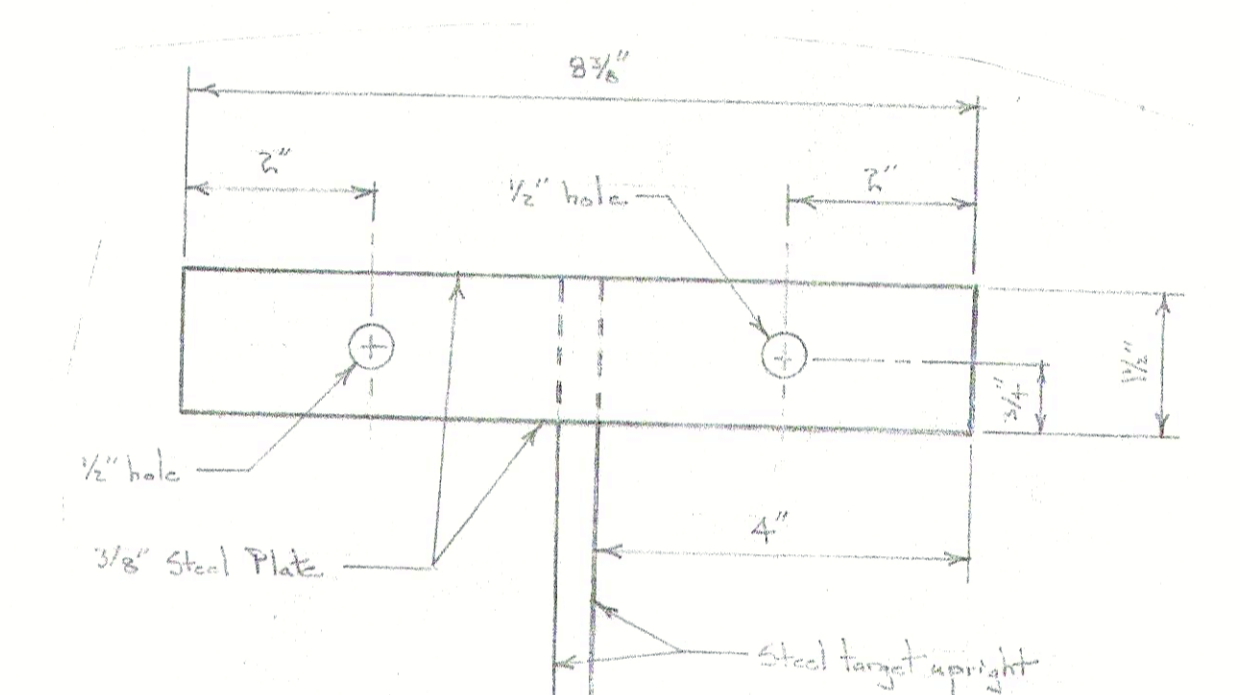 8 3/8"
2"
1/2" hole
2"
1 1/2"
3/4"
1/2" hole
4"
3/8" Steel Plate
Steel target upright